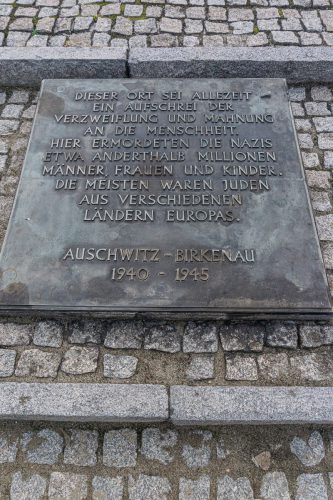 DIESER ORT SEI ALLEZEIT
EIN AUFSCHREI DER
VERZWEIFLUNG UND MAHNUNG
AN DIE MENSCHHEIT.
HIER ERMORDETEN DIE NAZIS
ETWA ANDERTHALB MILLIONEN
MÄNNER, FRAUEN UND KINDER.
DIE MEISTEN WAREN JUDEN
AUS VERSCHIEDENEN
LÄNDERN EUROPAS.
AUSCHWITZ - BIRKENAU
1940 - 1945